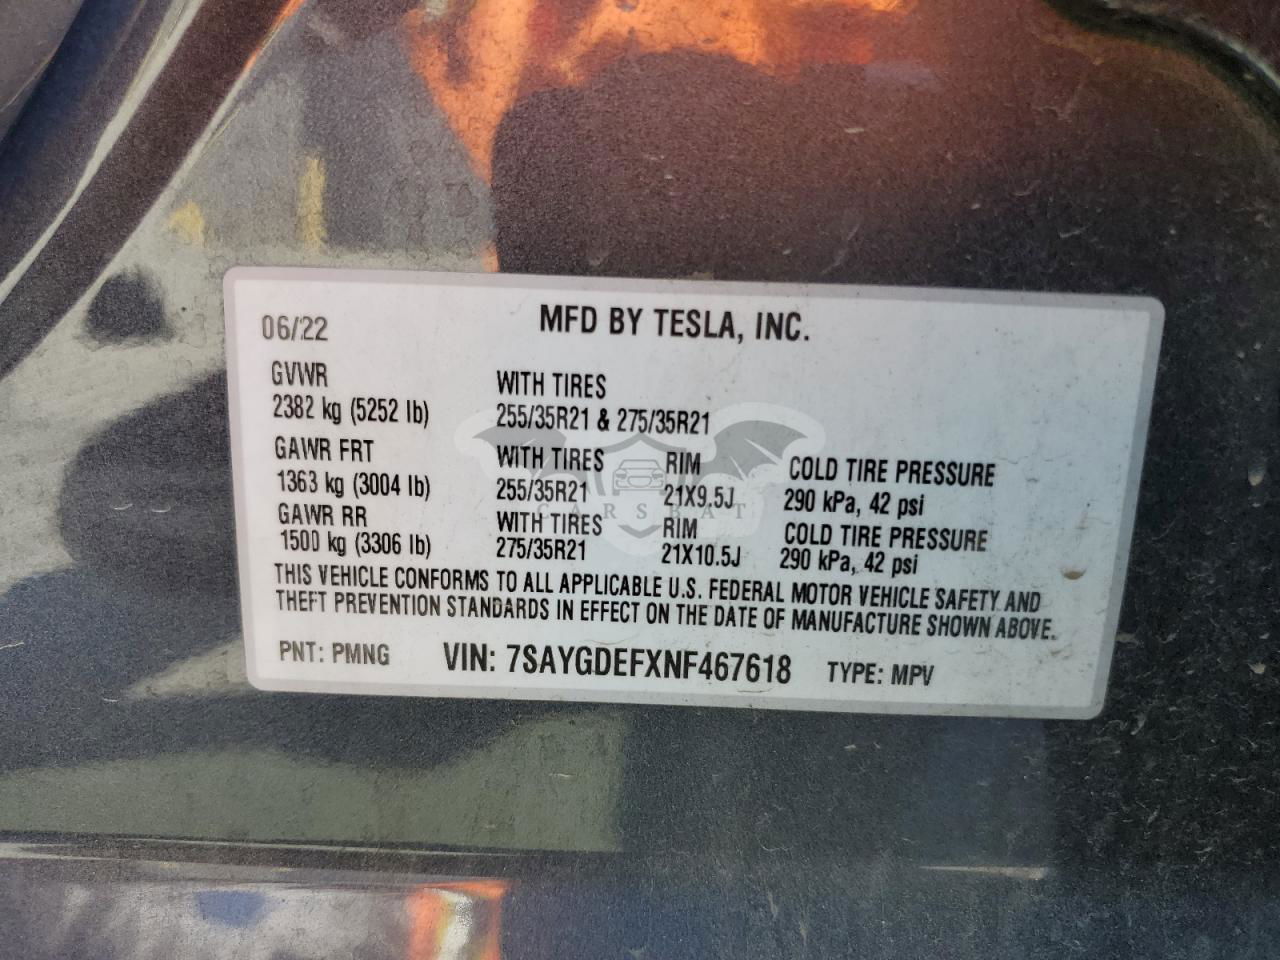 06/22 MFD BY TESLA, INC.
GVWR WITH TIRES
2382 kg (5252 lb) 255/35R21 & 275/35R21
GAWR FRT WITH TIRES RIM COLD TIRE PRESSURE
1363 kg (3004 lb) 255/35R21 21X9.5J 290 kPa, 42 psi
CARSBAT
GAWR RR WITH TIRES RIM COLD TIRE PRESSURE
1500 kg (3306 lb) 275/35R21 21X10.5J 290 kPa, 42 psi
THIS VEHICLE CONFORMS TO ALL APPLICABLE U.S. FEDERAL MOTOR VEHICLE SAFETY AND
THEFT PREVENTION STANDARDS IN EFFECT ON THE DATE OF MANUFACTURE SHOWN ABOVE.
PNT: PMNG VIN: 7SAYGDEFXNF467618 TYPE: MPV